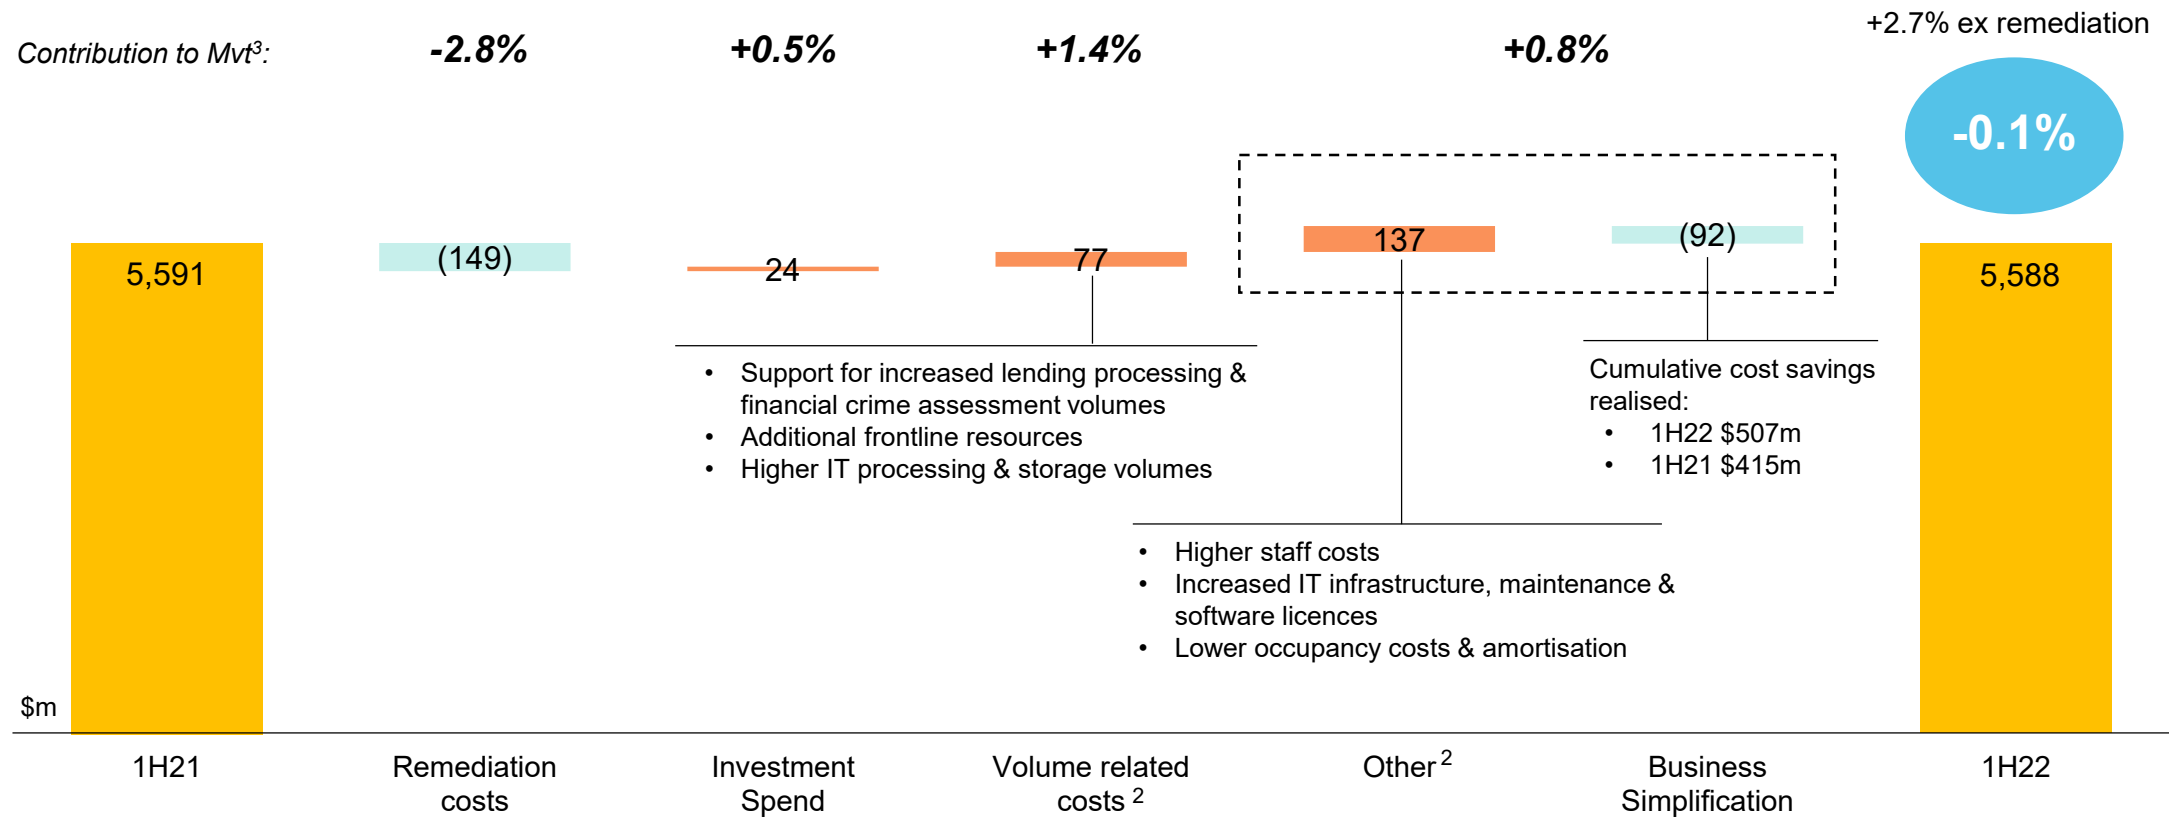 +2.7% ex remediation
Contribution to Mvt³:
-2.8%
+0.5%
+1.4%
+0.8%
-0.1%
5,591
(149)
24
77
137
(92)
5,588
• Support for increased lending processing &
financial crime assessment volumes
• Additional frontline resources
• Higher IT processing & storage volumes
Cumulative cost savings
realised:
• 1H22 $507m
• 1H21 $415m
• Higher staff costs
• Increased IT infrastructure, maintenance &
software licences
• Lower occupancy costs & amortisation
$m
1H21
Remediation
costs
Investment
Spend
Volume related
costs ²
Other ²
Business
Simplification
1H22